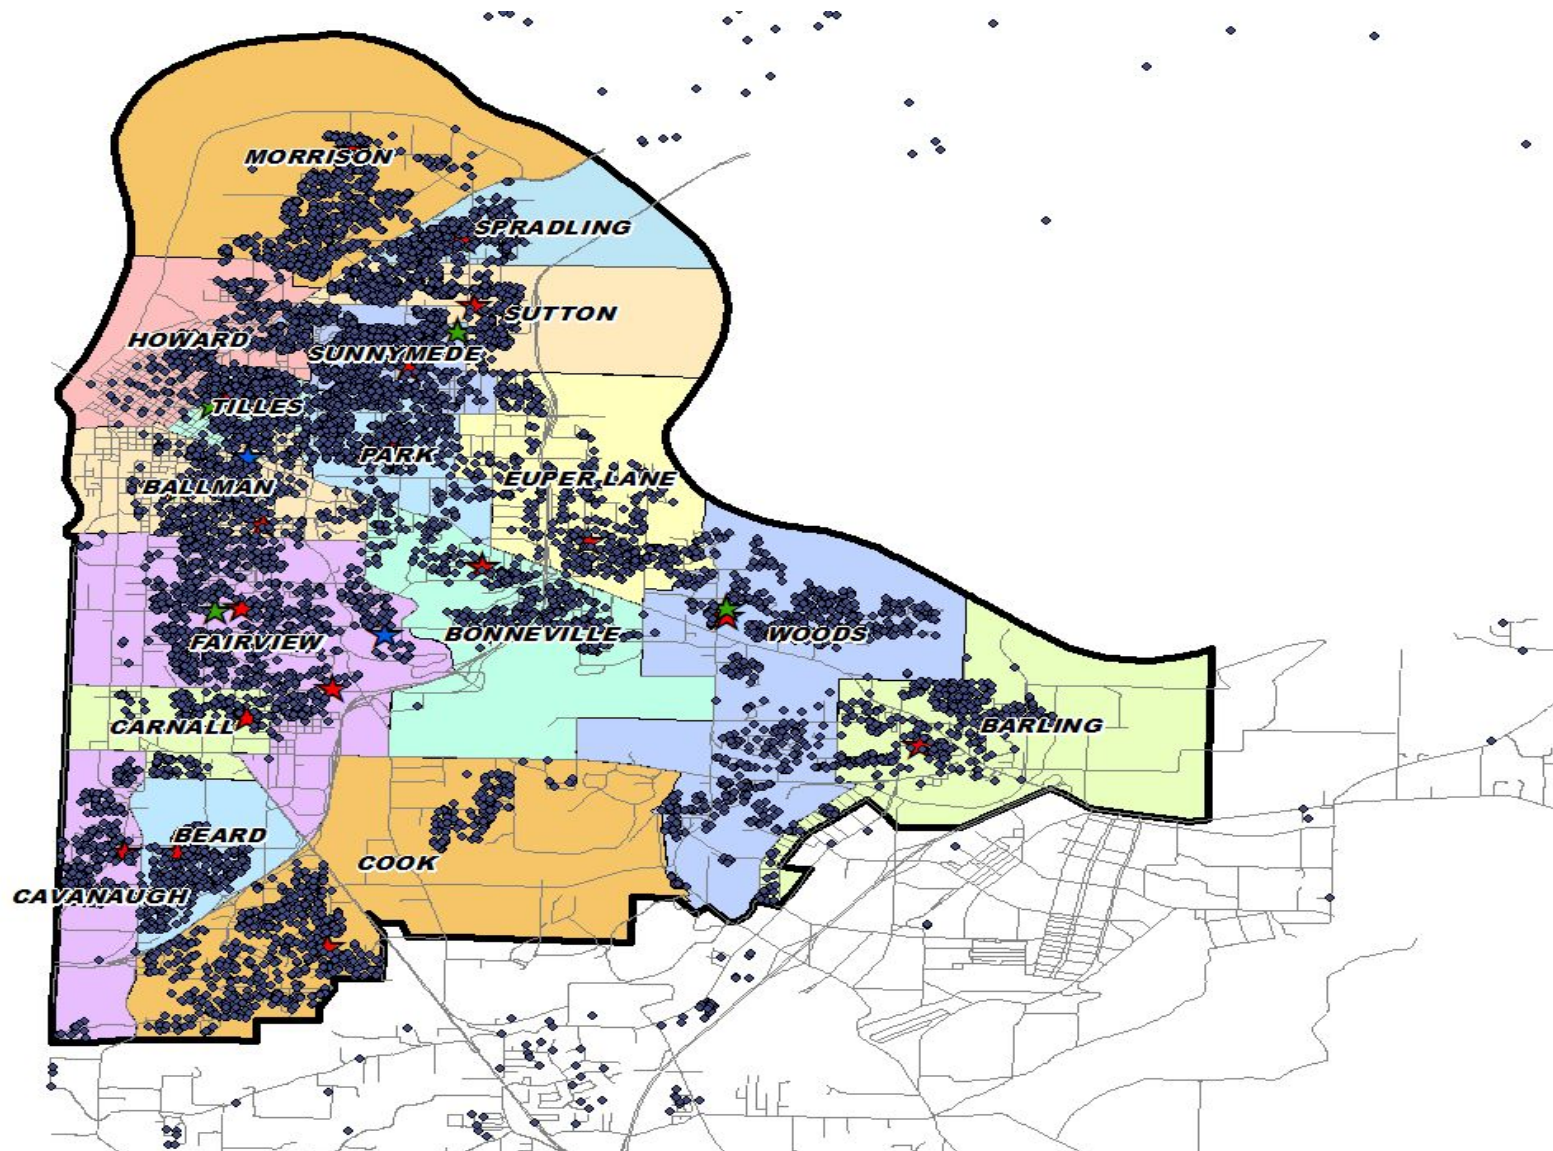 MORRISON
SPRADLING
SUTTON
HOWARD
SUNNYMEDE
TILLES
PARK
EUPER LANE
BALLMAN
FAIRVIEW
BONNEVILLE
WOODS
CARNALL
BARLING
BEARD
COOK
CAVANAUGH